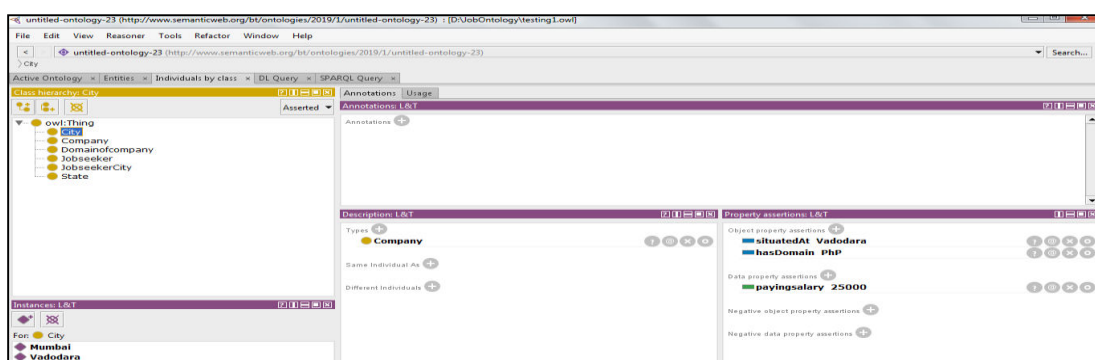 untitled-ontology-23 (http://www.semanticweb.org/bt/ontologies/2019/1/untitled-ontology-23) : [D:\JobOntology\testing1.owl]
File Edit View Reasoner Tools Refactor Window Help
< untitled-ontology-23 (http://www.semanticweb.org/bt/ontologies/2019/1/untitled-ontology-23) Search...
City
Active Ontology × Entities × Individuals by class × DL Query × SPARQL Query ×
Class hierarchy: City
Asserted
owl:Thing
City
Company
Domainofcompany
Jobseeker
JobseekerCity
State
Instances: L&T
For: City
Mumbai
Vadodara
Annotations Usage
Annotations: L&T
Annotations
Description: L&T
Types
Company
Same Individual As
Different Individuals
Property assertions: L&T
Object property assertions
situatedAt Vadodara
hasDomain PhP
Data property assertions
payingsalary 25000
Negative object property assertions
Negative data property assertions